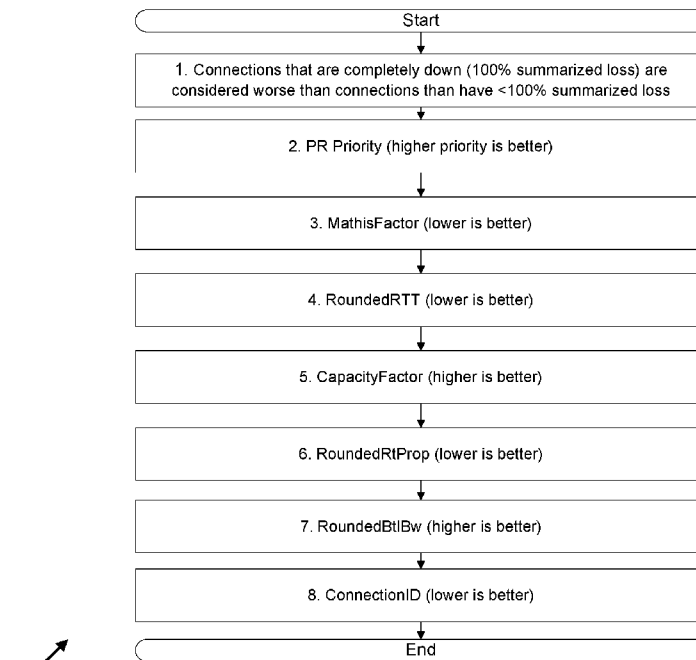 Start
1. Connections that are completely down (100% summarized loss) are
considered worse than connections than have <100% summarized loss
2. PR Priority (higher priority is better)
3. MathisFactor (lower is better)
4. RoundedRTT (lower is better)
5. CapacityFactor (higher is better)
6. RoundedRtProp (lower is better)
7. RoundedBtlBw (higher is better)
8. ConnectionID (lower is better)
End